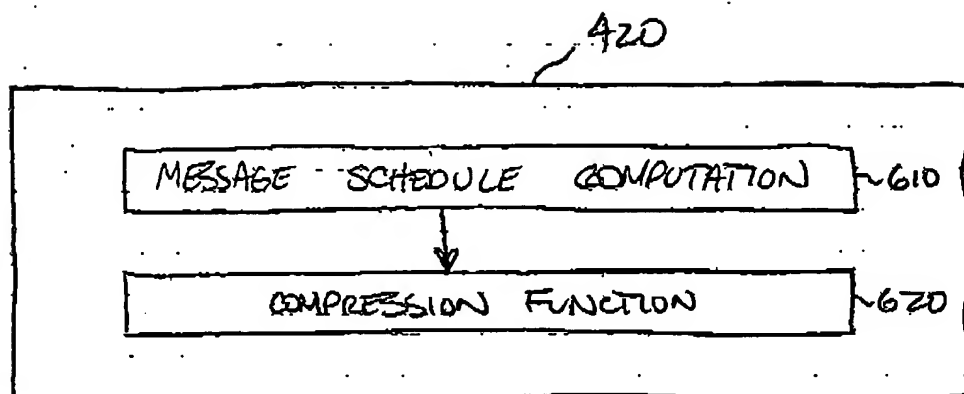 420
MESSAGE SCHEDULE COMPUTATION 610
COMPRESSION FUNCTION 620